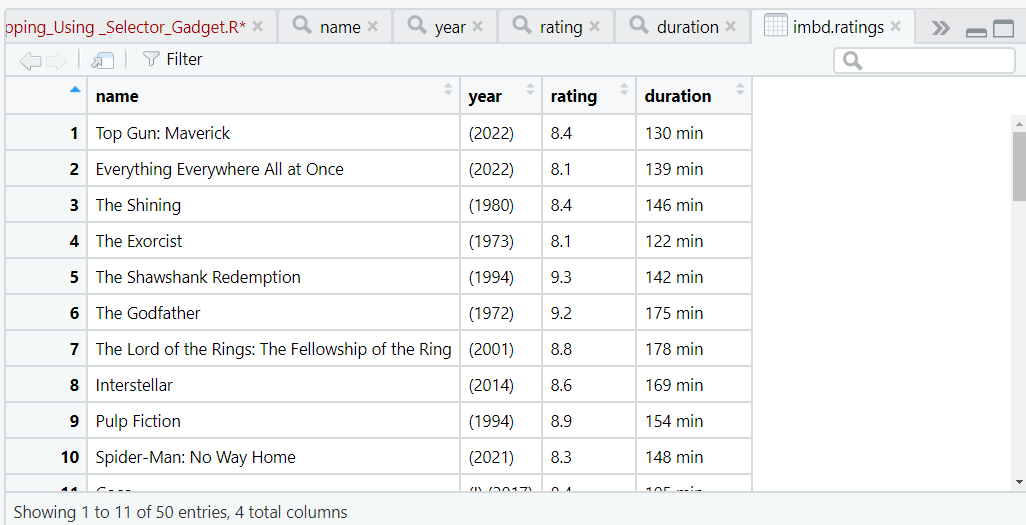 pping_Using _Selector_Gadget.R* name year rating duration imbd.ratings
Filter
name year rating duration
1 Top Gun: Maverick (2022) 8.4 130 min
2 Everything Everywhere All at Once (2022) 8.1 139 min
3 The Shining (1980) 8.4 146 min
4 The Exorcist (1973) 8.1 122 min
5 The Shawshank Redemption (1994) 9.3 142 min
6 The Godfather (1972) 9.2 175 min
7 The Lord of the Rings: The Fellowship of the Ring (2001) 8.8 178 min
8 Interstellar (2014) 8.6 169 min
9 Pulp Fiction (1994) 8.9 154 min
10 Spider-Man: No Way Home (2021) 8.3 148 min
11 (I) (2017) 8.4 105 min
Showing 1 to 11 of 50 entries, 4 total columns